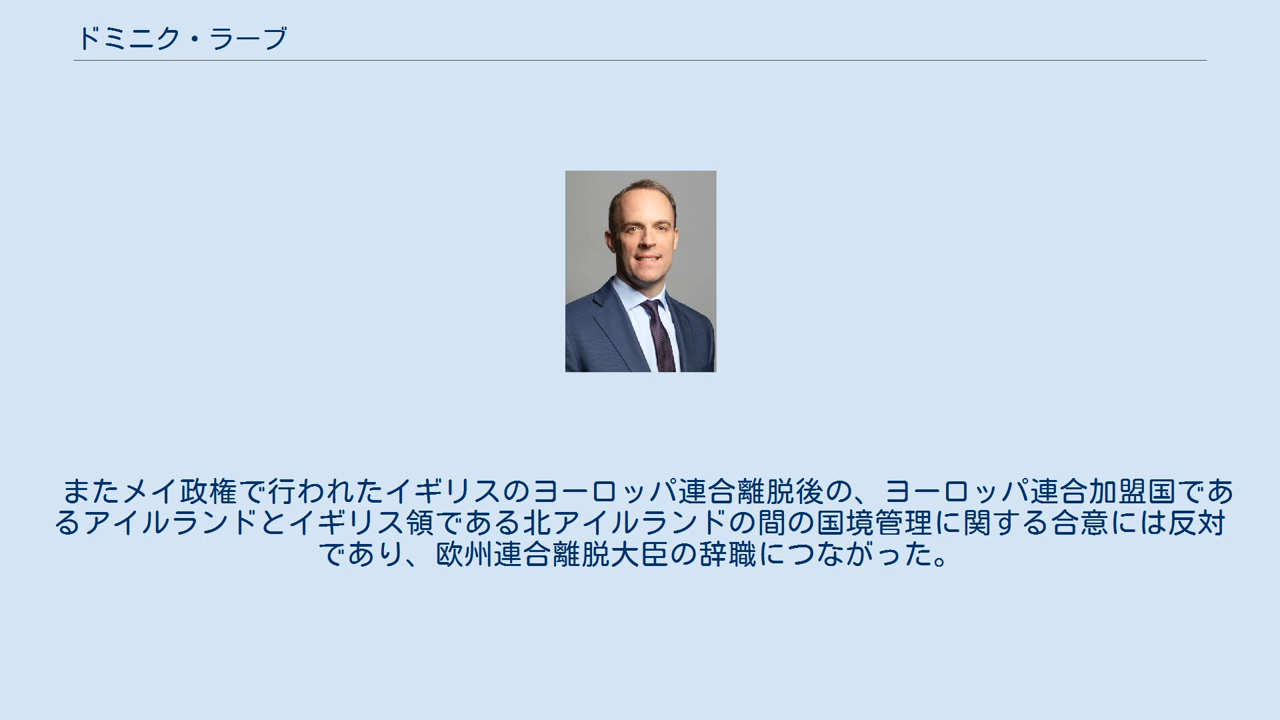 ドミニク・ラーブ
またメイ政権で行われたイギリスのヨーロッパ連合離脱後の、ヨーロッパ連合加盟国であ
るアイルランドとイギリス領である北アイルランドの間の国境管理に関する合意には反対
であり、欧州連合離脱大臣の辞職につながった。